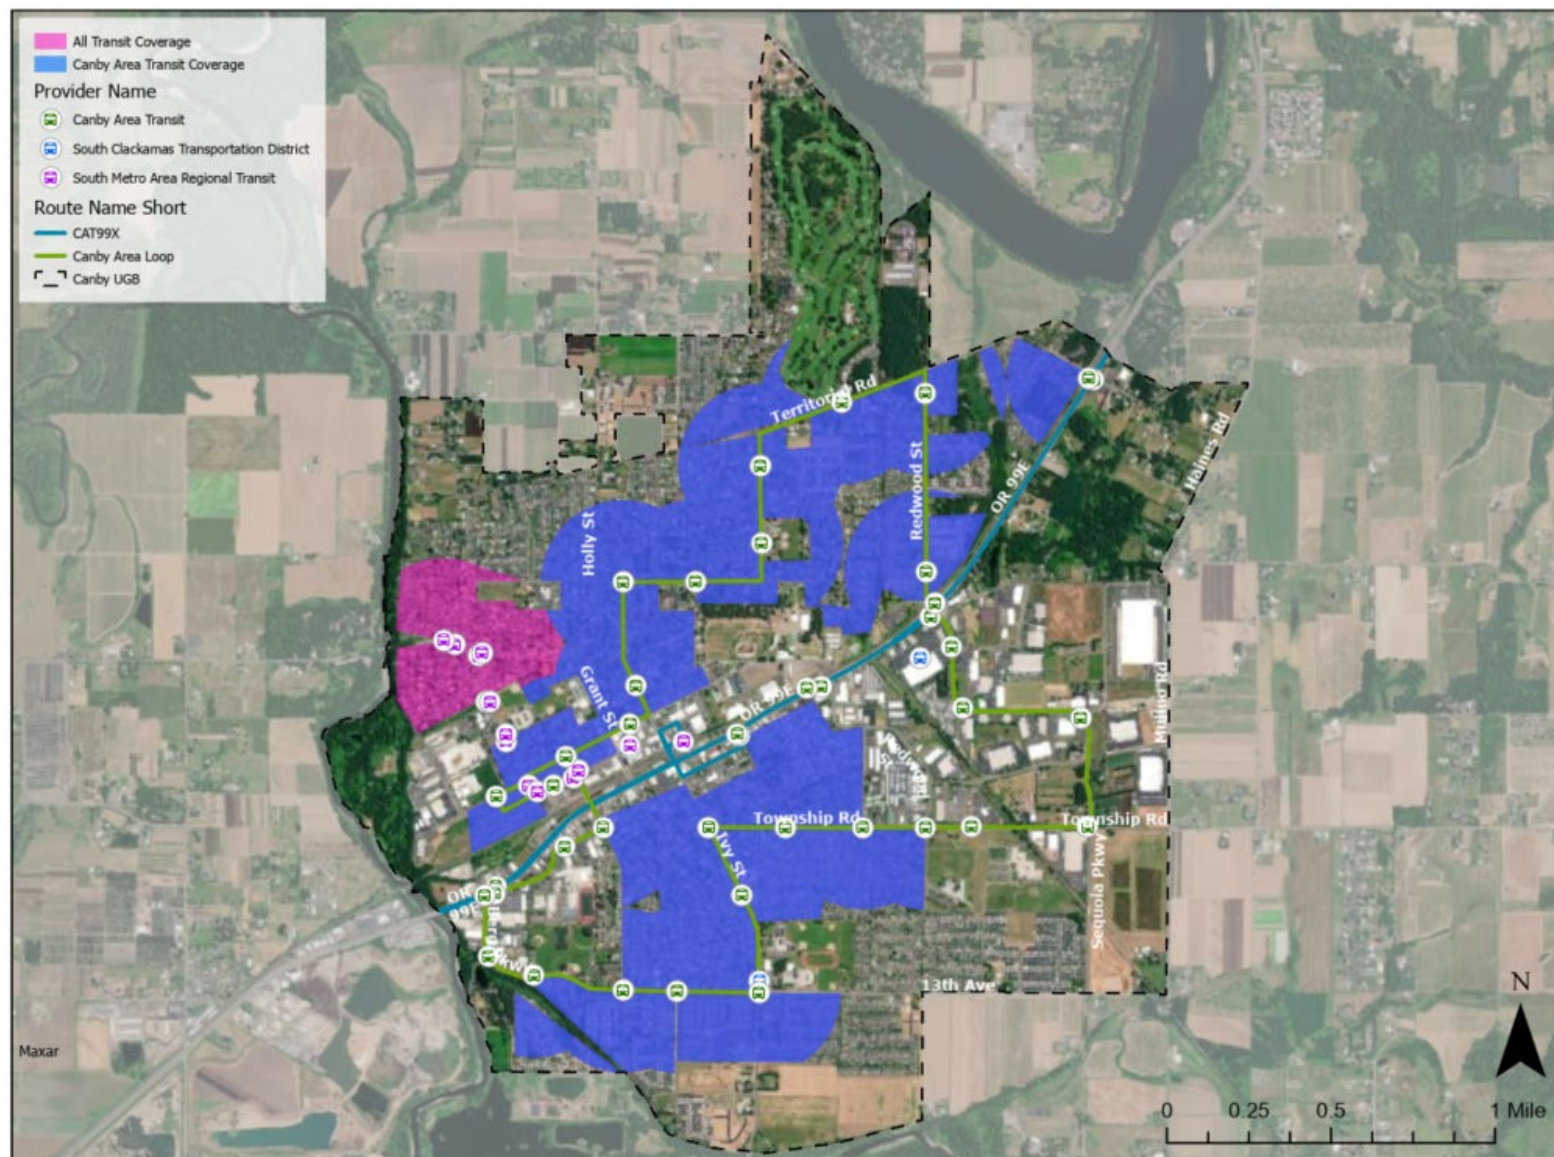 All Transit Coverage
Canby Area Transit Coverage
Provider Name
Canby Area Transit
South Clackamas Transportation District
South Metro Area Regional Transit
Route Name Short
CAT99X
Canby Area Loop
Canby UGB
Territorial Rd
Haines Rd
Redwood St
OR 99E
Holly St
Grant St
OR 99E
Mulino Rd
Township Rd
Township Rd
Ivy St
OR
Sequoia Pkwy
Pkwy
13th Ave
N
Maxar
0 0.25 0.5 1 Mile